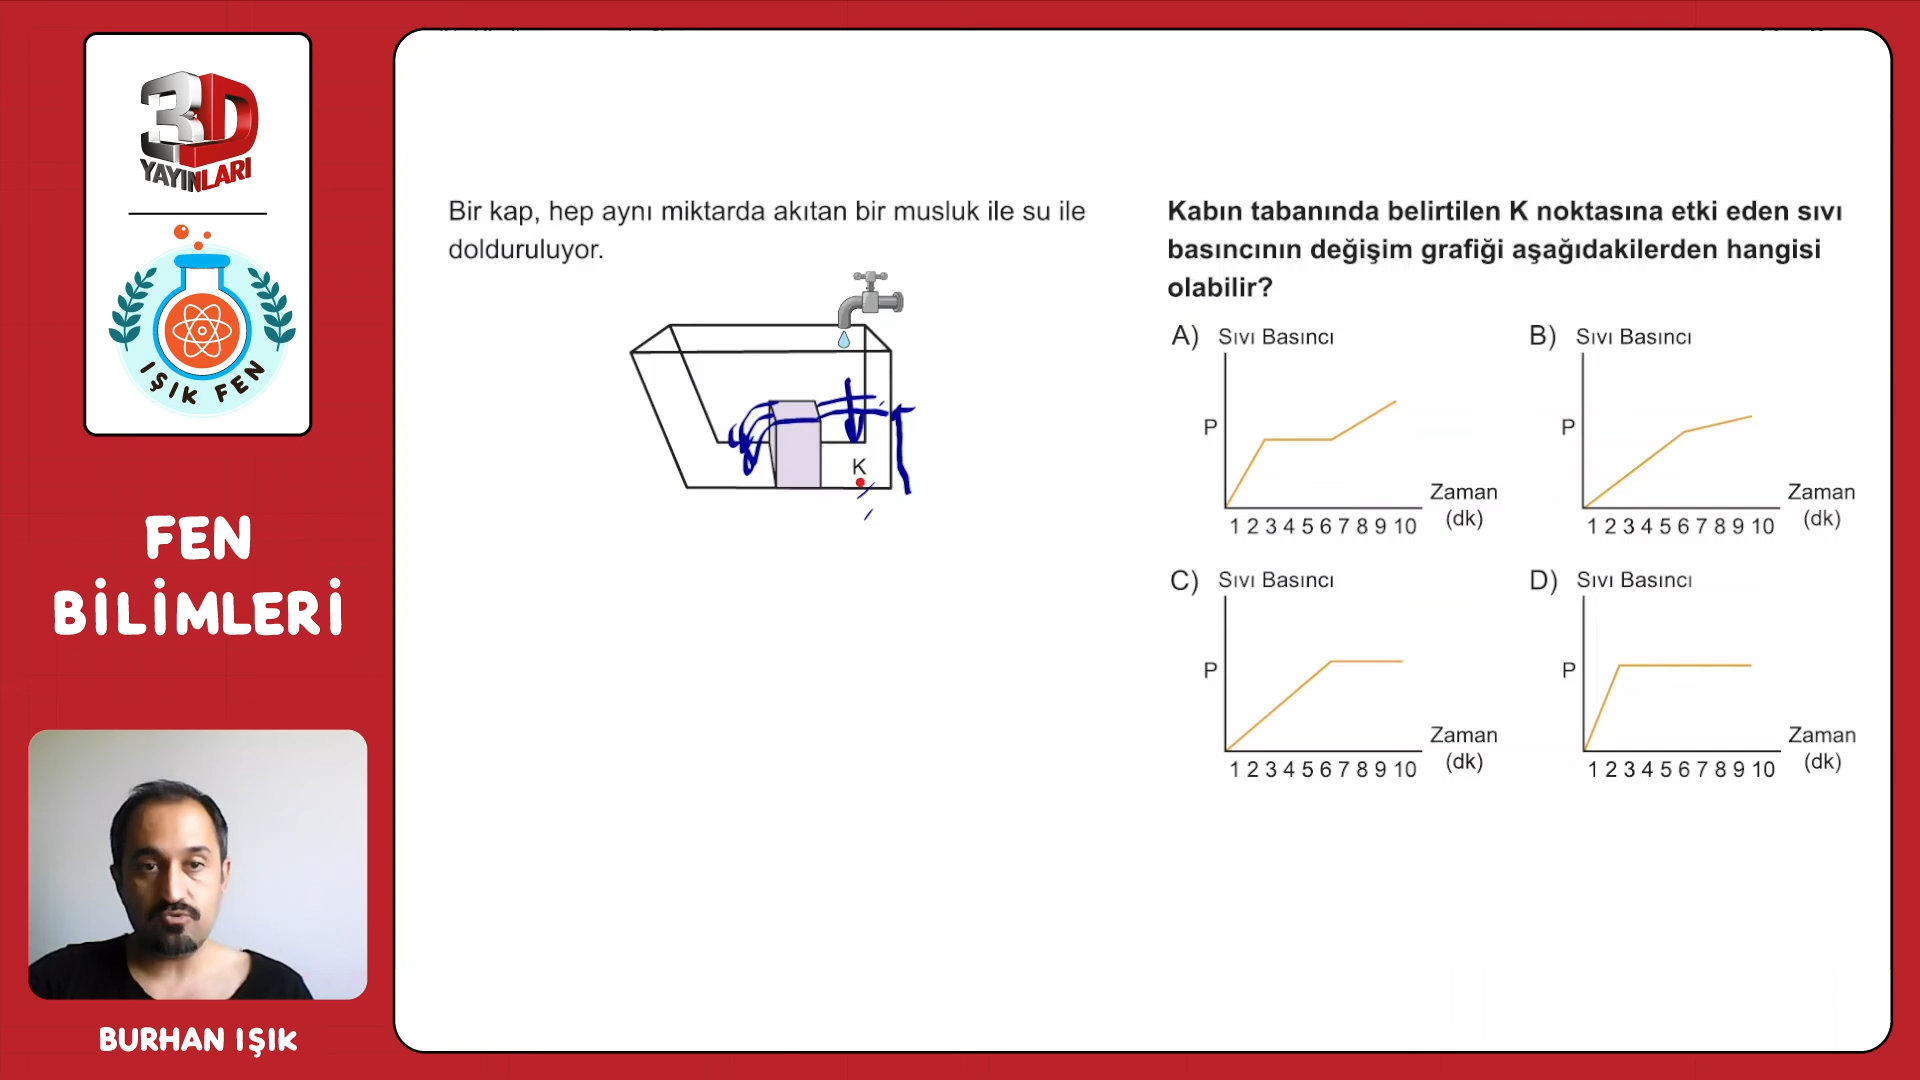 3D
YAYINLARI
IŞIK FEN
FEN
BİLİMLERİ
BURHAN IŞIK
Bir kap, hep aynı miktarda akıtan bir musluk ile su ile
dolduruluyor.
K
Kabın tabanında belirtilen K noktasına etki eden sıvı
basıncının değişim grafiği aşağıdakilerden hangisi
olabilir?
A) Sıvı Basıncı
P
Zaman
(dk)
1 2 3 4 5 6 7 8 9 10
B) Sıvı Basıncı
P
Zaman
(dk)
1 2 3 4 5 6 7 8 9 10
C) Sıvı Basıncı
P
Zaman
(dk)
1 2 3 4 5 6 7 8 9 10
D) Sıvı Basıncı
P
Zaman
(dk)
1 2 3 4 5 6 7 8 9 10